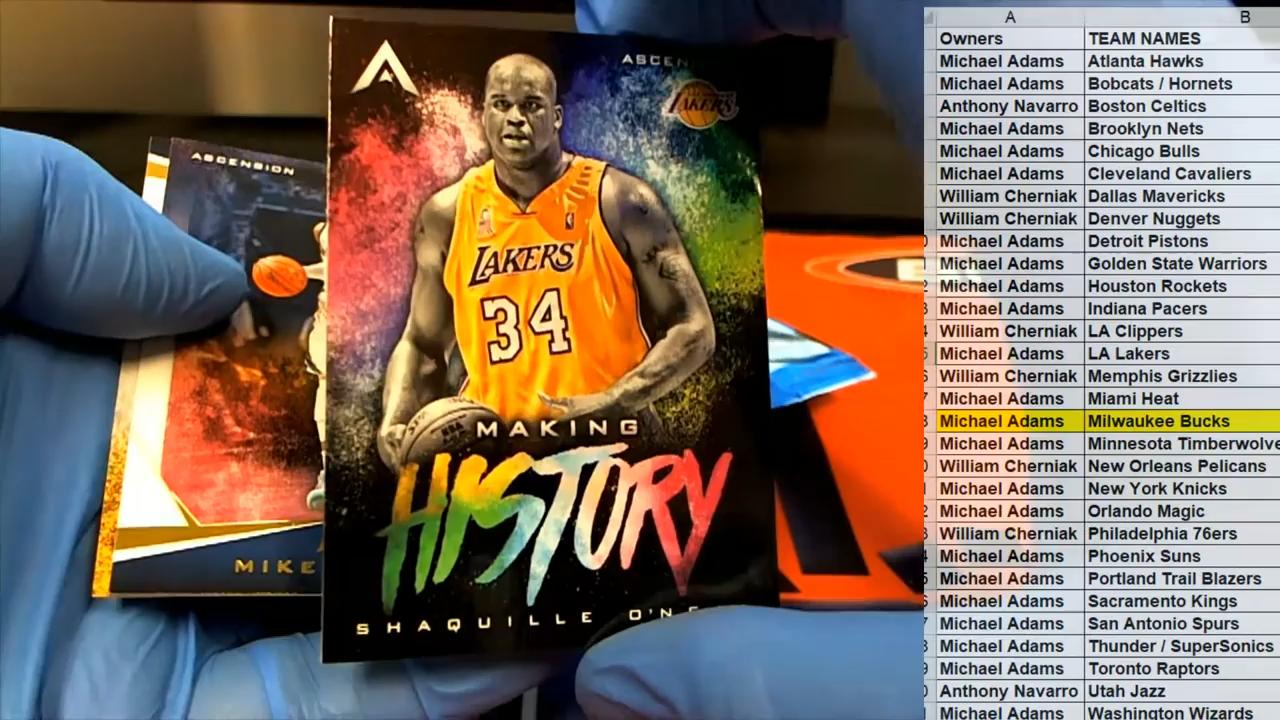 ASCENSION
MIKE
ASCEN
LAKERS
LAKERS
34
MAKING
HISTORY
SHAQUILLE O'NE
A B
Owners TEAM NAMES
Michael Adams Atlanta Hawks
Michael Adams Bobcats / Hornets
Anthony Navarro Boston Celtics
Michael Adams Brooklyn Nets
Michael Adams Chicago Bulls
Michael Adams Cleveland Cavaliers
William Cherniak Dallas Mavericks
William Cherniak Denver Nuggets
Michael Adams Detroit Pistons
Michael Adams Golden State Warriors
Michael Adams Houston Rockets
Michael Adams Indiana Pacers
William Cherniak LA Clippers
Michael Adams LA Lakers
William Cherniak Memphis Grizzlies
Michael Adams Miami Heat
Michael Adams Milwaukee Bucks
Michael Adams Minnesota Timberwolve
William Cherniak New Orleans Pelicans
Michael Adams New York Knicks
Michael Adams Orlando Magic
William Cherniak Philadelphia 76ers
Michael Adams Phoenix Suns
Michael Adams Portland Trail Blazers
Michael Adams Sacramento Kings
Michael Adams San Antonio Spurs
Michael Adams Thunder / SuperSonics
Michael Adams Toronto Raptors
Anthony Navarro Utah Jazz
Michael Adams Washington Wizards